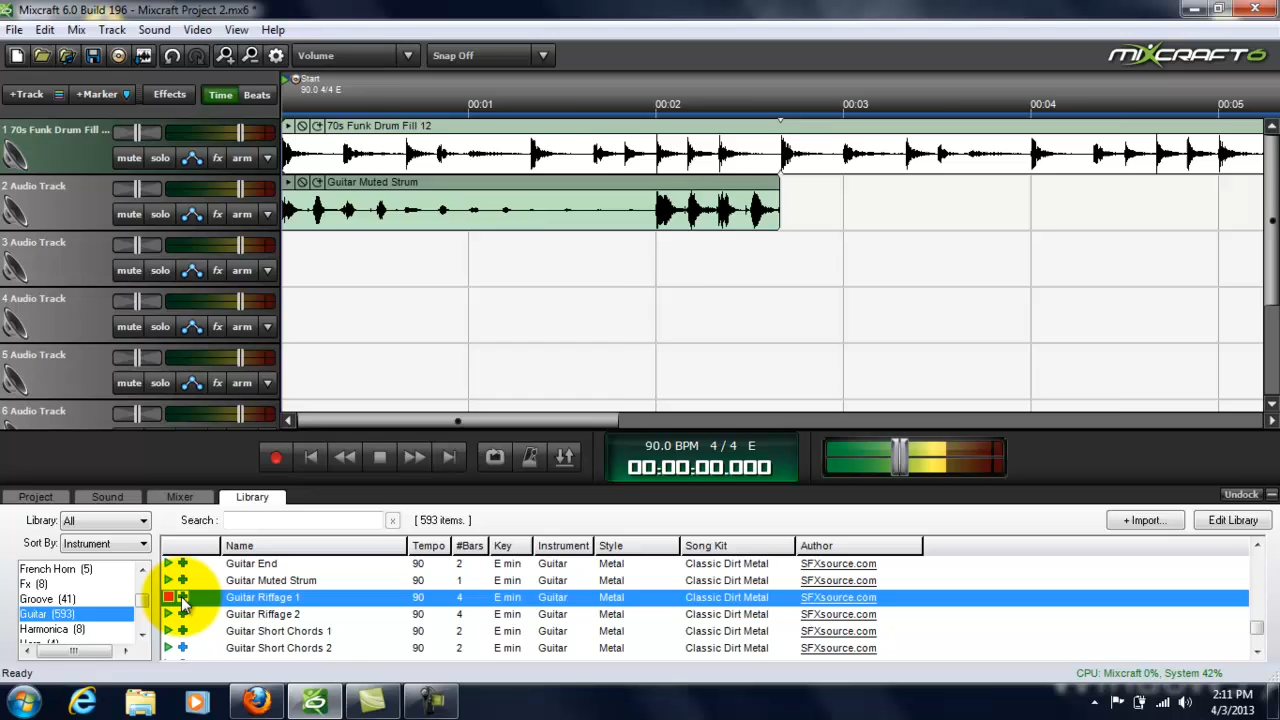 Mixcraft 6.0 Build 196 - Mixcraft Project 2.mx6 *
File Edit Mix Track Sound Video View Help
Volume Snap Off MIXCRAFT 6
+Track +Marker Effects Time Beats
Start
90.0 4/4 E
00:01 00:02 00:03 00:04 00:05
1 70s Funk Drum Fill ... 70s Funk Drum Fill 12
mute solo fx arm
2 Audio Track Guitar Muted Strum
mute solo fx arm
3 Audio Track
mute solo fx arm
4 Audio Track
mute solo fx arm
5 Audio Track
mute solo fx arm
6 Audio Track
90.0 BPM 4 / 4 E
00:00:00.000
Project Sound Mixer Library Undock
Library: All Search : x [ 593 items. ] + Import... Edit Library
Sort By: Instrument Name Tempo #Bars Key Instrument Style Song Kit Author
French Horn (5) Guitar End 90 2 E min Guitar Metal Classic Dirt Metal SFXsource.com
Fx (8) Guitar Muted Strum 90 1 E min Guitar Metal Classic Dirt Metal SFXsource.com
Groove (41) Guitar Riffage 1 90 4 E min Guitar Metal Classic Dirt Metal SFXsource.com
Guitar (593) Guitar Riffage 2 90 4 E min Guitar Metal Classic Dirt Metal SFXsource.com
Harmonica (8) Guitar Short Chords 1 90 2 E min Guitar Metal Classic Dirt Metal SFXsource.com
Guitar Short Chords 2 90 2 E min Guitar Metal Classic Dirt Metal SFXsource.com
Ready CPU: Mixcraft 0%, System 42%
2:11 PM
4/3/2013